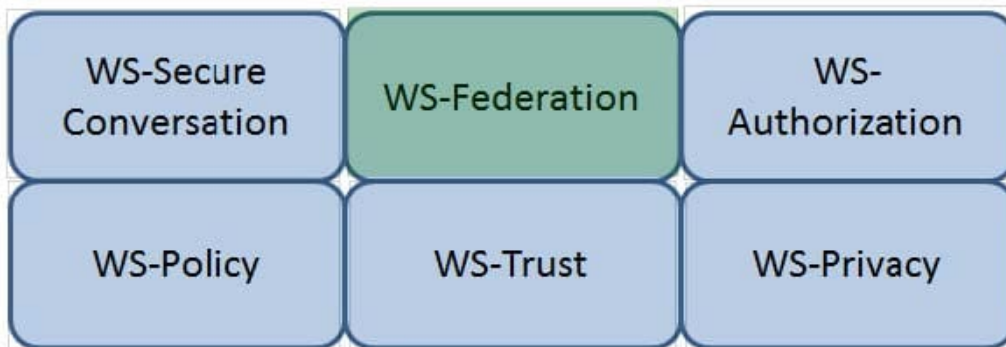 WS-Secure
Conversation
WS-Federation
WS-
Authorization
WS-Policy
WS-Trust
WS-Privacy